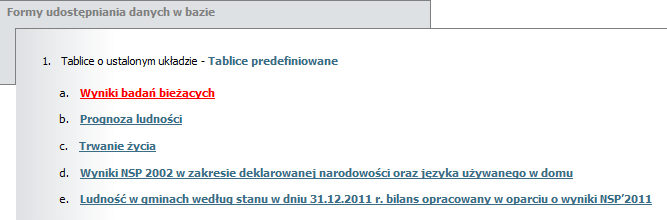 Formy udostępniania danych w bazie
1. Tablice o ustalonym układzie - Tablice predefiniowane
a. Wyniki badań bieżących
b. Prognoza ludności
c. Trwanie życia
d. Wyniki NSP 2002 w zakresie deklarowanej narodowości oraz języka używanego w domu
e. Ludność w gminach według stanu w dniu 31.12.2011 r. bilans opracowany w oparciu o wyniki NSP'2011